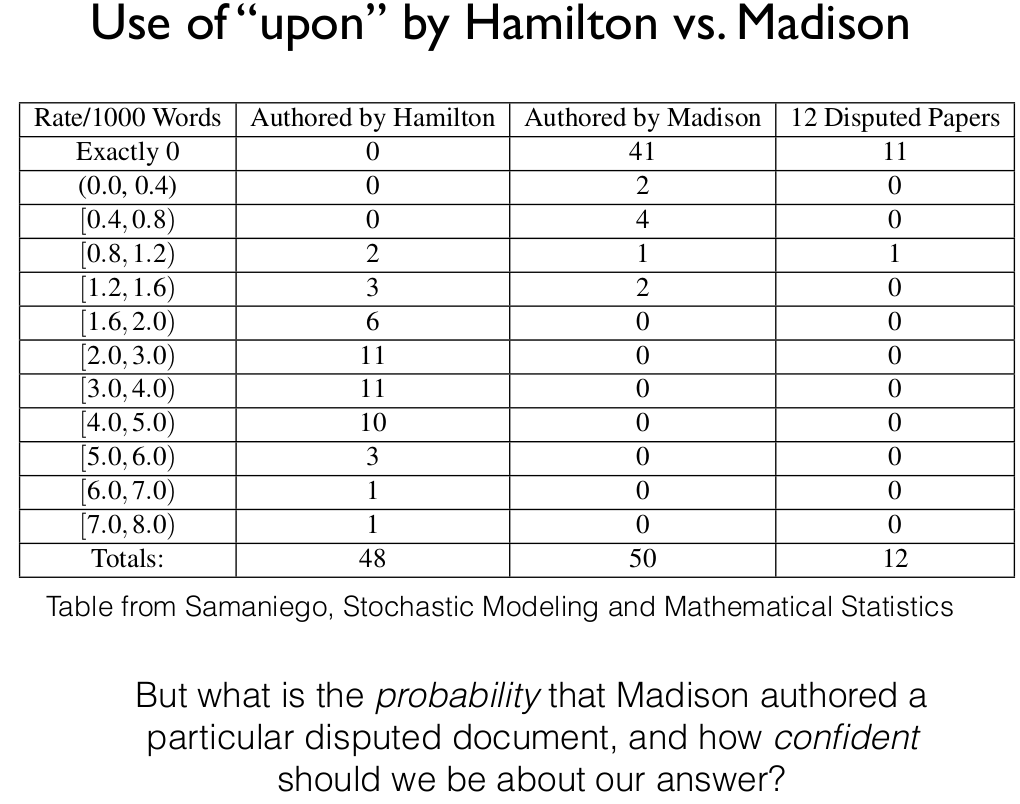 Use of “upon” by Hamilton vs. Madison
Rate/1000 Words Authored by Hamilton Authored by Madison 12 Disputed Papers
Exactly 0 0 41 11
(0.0, 0.4) 0 2 0
[0.4, 0.8) 0 4 0
[0.8, 1.2) 2 1 1
[1.2, 1.6) 3 2 0
[1.6, 2.0) 6 0 0
[2.0, 3.0) 11 0 0
[3.0, 4.0) 11 0 0
[4.0, 5.0) 10 0 0
[5.0, 6.0) 3 0 0
[6.0, 7.0) 1 0 0
[7.0, 8.0) 1 0 0
Totals: 48 50 12
Table from Samaniego, Stochastic Modeling and Mathematical Statistics
But what is the probability that Madison authored a
particular disputed document, and how confident
should we be about our answer?